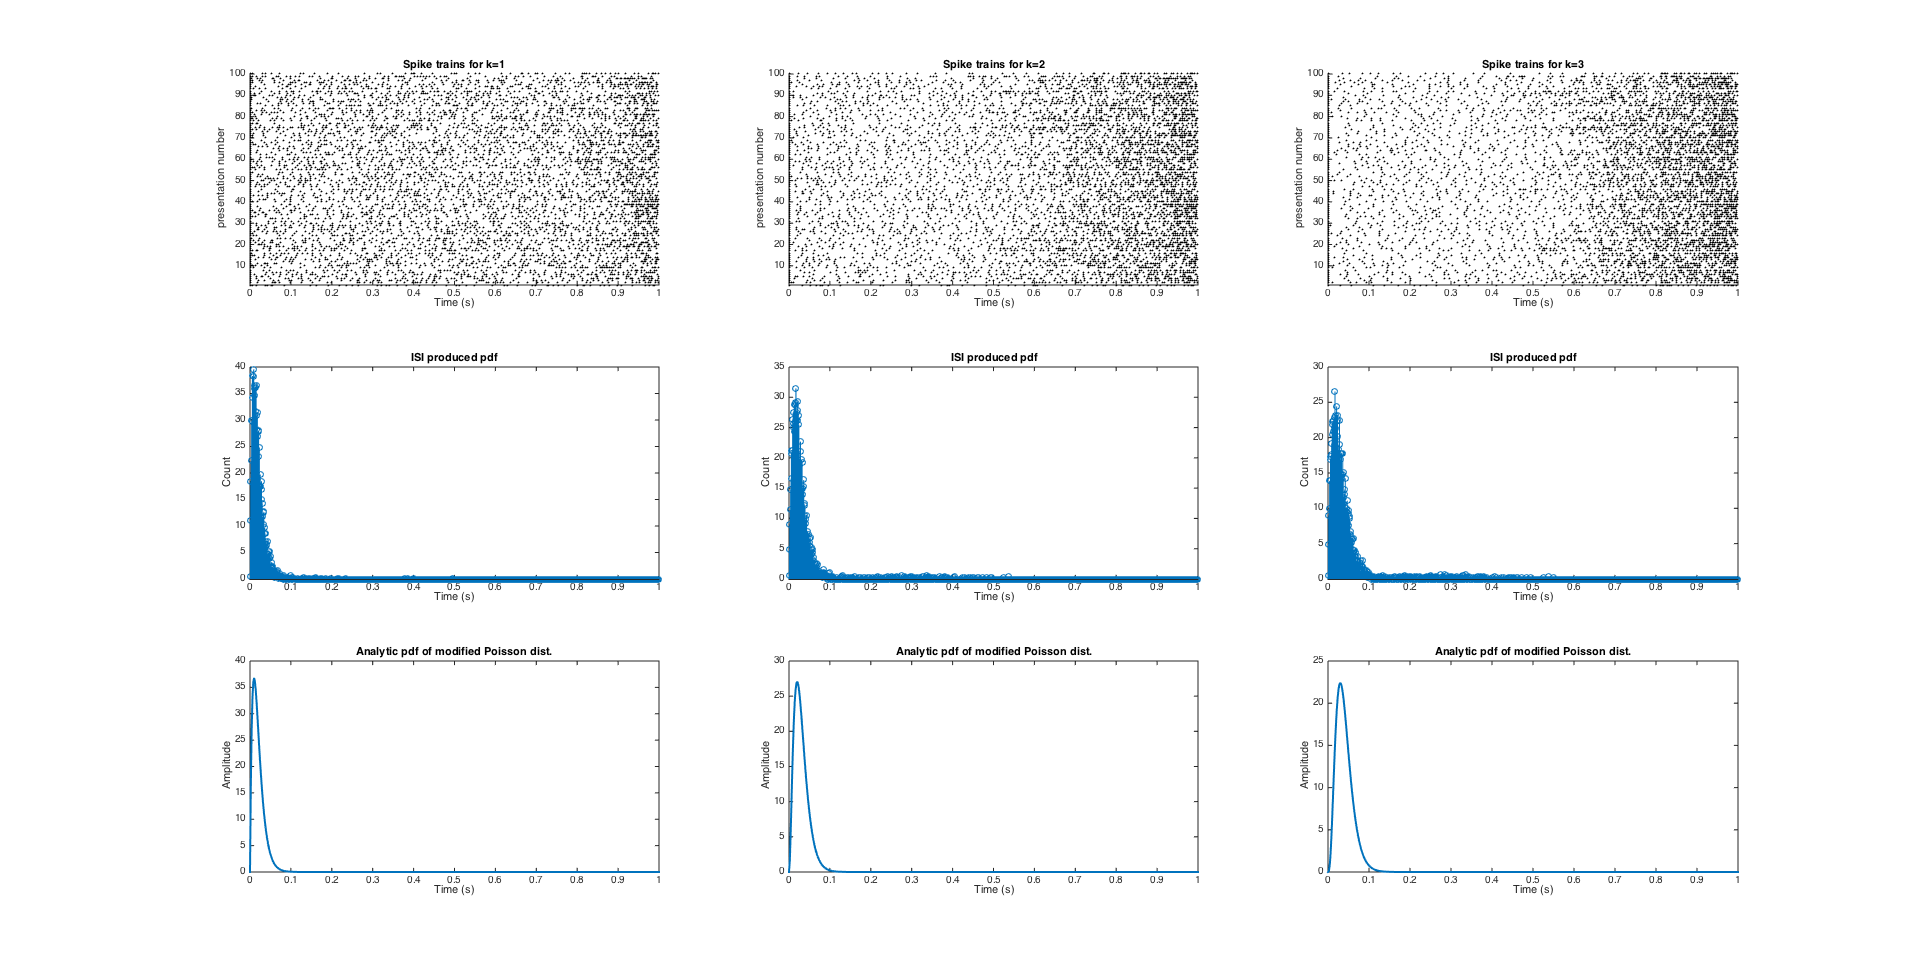 Spike trains for k=1
100
90
80
70
60
50
40
30
20
10
presentation number
0 0.1 0.2 0.3 0.4 0.5 0.6 0.7 0.8 0.9 1
Time (s)
Spike trains for k=2
100
90
80
70
60
50
40
30
20
10
presentation number
0 0.1 0.2 0.3 0.4 0.5 0.6 0.7 0.8 0.9 1
Time (s)
Spike trains for k=3
100
90
80
70
60
50
40
30
20
10
presentation number
0 0.1 0.2 0.3 0.4 0.5 0.6 0.7 0.8 0.9 1
Time (s)
ISI produced pdf
40
35
30
25
20
15
10
5
0
Count
0 0.1 0.2 0.3 0.4 0.5 0.6 0.7 0.8 0.9 1
Time (s)
ISI produced pdf
35
30
25
20
15
10
5
0
Count
0 0.1 0.2 0.3 0.4 0.5 0.6 0.7 0.8 0.9 1
Time (s)
ISI produced pdf
30
25
20
15
10
5
0
Count
0 0.1 0.2 0.3 0.4 0.5 0.6 0.7 0.8 0.9 1
Time (s)
Analytic pdf of modified Poisson dist.
40
35
30
25
20
15
10
5
0
Amplitude
0 0.1 0.2 0.3 0.4 0.5 0.6 0.7 0.8 0.9 1
Time (s)
Analytic pdf of modified Poisson dist.
30
25
20
15
10
5
0
Amplitude
0 0.1 0.2 0.3 0.4 0.5 0.6 0.7 0.8 0.9 1
Time (s)
Analytic pdf of modified Poisson dist.
25
20
15
10
5
0
Amplitude
0 0.1 0.2 0.3 0.4 0.5 0.6 0.7 0.8 0.9 1
Time (s)